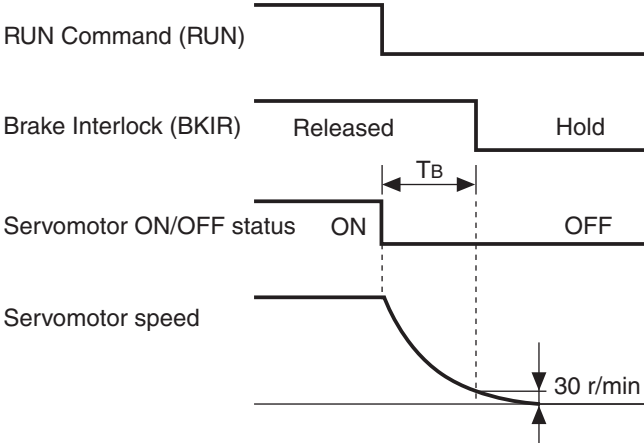 RUN Command (RUN)
Brake Interlock (BKIR) Released Hold
TB
Servomotor ON/OFF status ON OFF
Servomotor speed
30 r/min